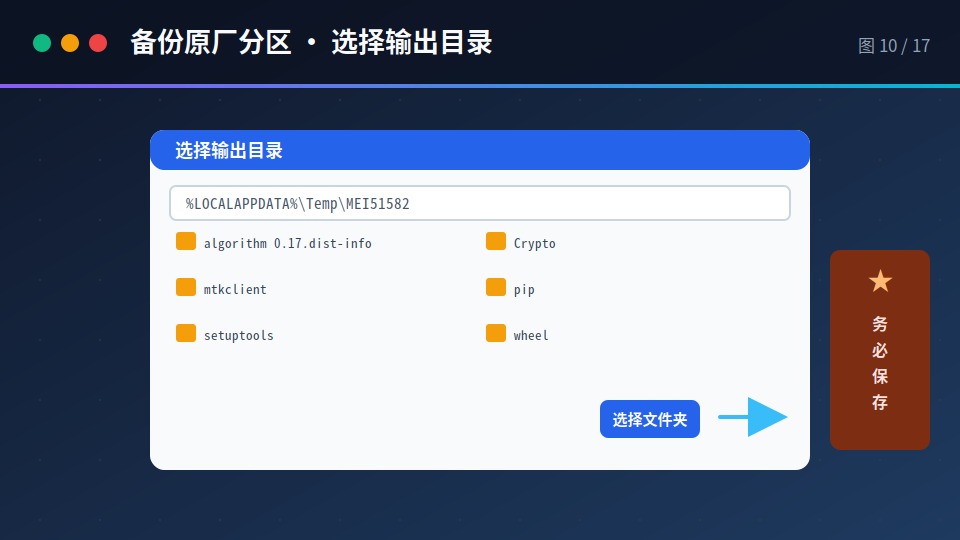 备份原厂分区 • 选择输出目录
图 10 / 17
选择输出目录
%LOCALAPPDATA%\Temp\MEI51582
algorithm 0.17.dist-info
Crypto
mtkclient
pip
setuptools
wheel
选择文件夹
★
务
必
保
存